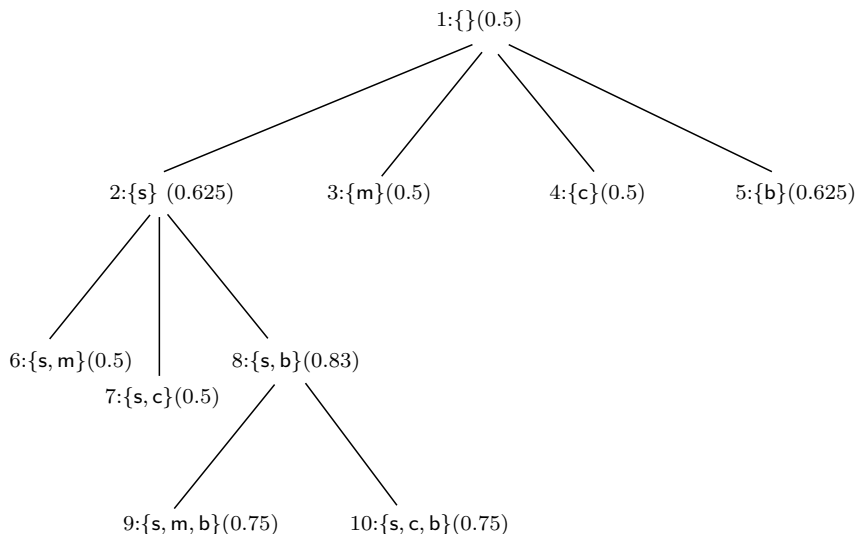 1:{}(0.5)
2:{s} (0.625)
3:{m}(0.5)
4:{c}(0.5)
5:{b}(0.625)
6:{s, m}(0.5)
7:{s, c}(0.5)
8:{s, b}(0.83)
9:{s, m, b}(0.75)
10:{s, c, b}(0.75)